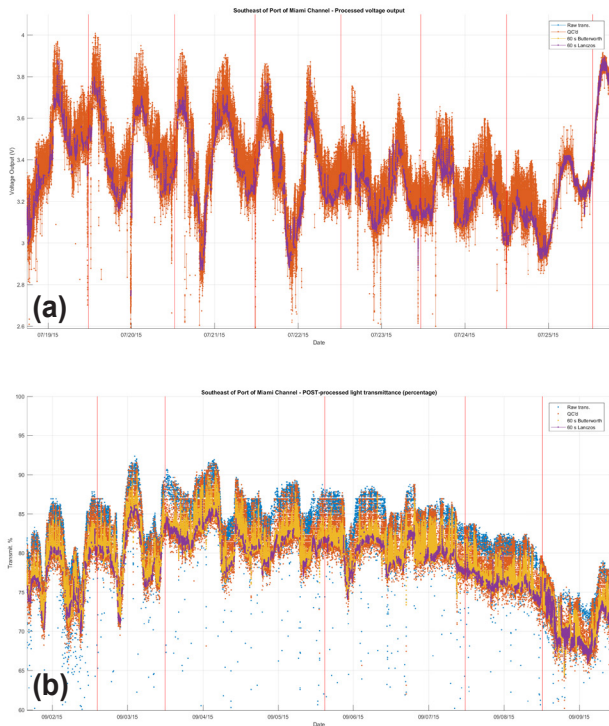 Southeast of Port of Miami Channel - Processed voltage output
Raw trans.
QC'd
60 s Butterworth
60 s Lanzos
4
3.8
3.6
3.4
3.2
3
2.8
2.6
Voltage Output (V)
(a)
07/19/15 07/20/15 07/21/15 07/22/15 07/23/15 07/24/15 07/25/15
Date
Southeast of Port of Miami Channel - POST-processed light transmittance (percentage)
Raw trans.
QC'd
60 s Butterworth
60 s Lanzos
100
95
90
85
80
75
70
65
60
Transmit. %
(b)
09/02/15 09/03/15 09/04/15 09/05/15 09/06/15 09/07/15 09/08/15 09/09/15
Date